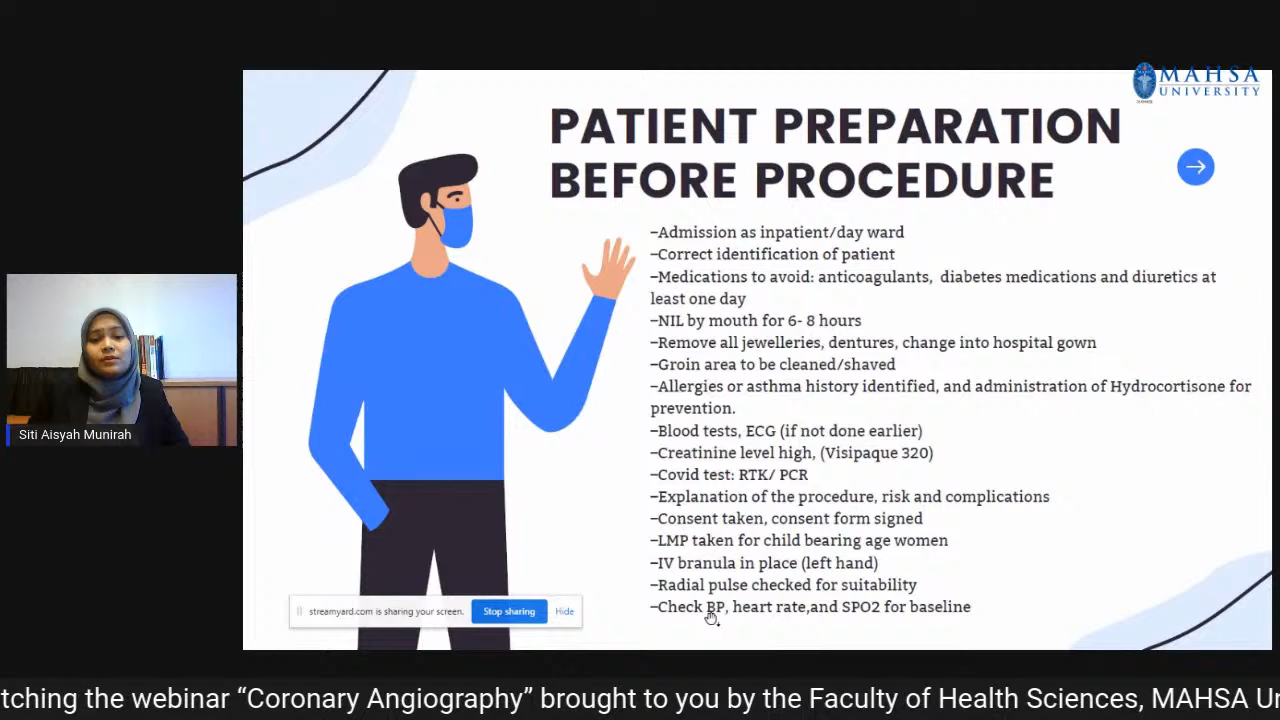 MAHSA
UNIVERSITY
PATIENT PREPARATION
BEFORE PROCEDURE
–Admission as inpatient/day ward
–Correct identification of patient
–Medications to avoid: anticoagulants, diabetes medications and diuretics at
least one day
–NIL by mouth for 6- 8 hours
–Remove all jewelleries, dentures, change into hospital gown
–Groin area to be cleaned/shaved
–Allergies or asthma history identified, and administration of Hydrocortisone for
prevention.
–Blood tests, ECG (if not done earlier)
–Creatinine level high, (Visipaque 320)
–Covid test: RTK/ PCR
–Explanation of the procedure, risk and complications
–Consent taken, consent form signed
–LMP taken for child bearing age women
–IV branula in place (left hand)
–Radial pulse checked for suitability
–Check BP, heart rate,and SPO2 for baseline
Siti Aisyah Munirah
streamyard.com is sharing your screen. Stop sharing Hide
tching the webinar “Coronary Angiography” brought to you by the Faculty of Health Sciences, MAHSA Un